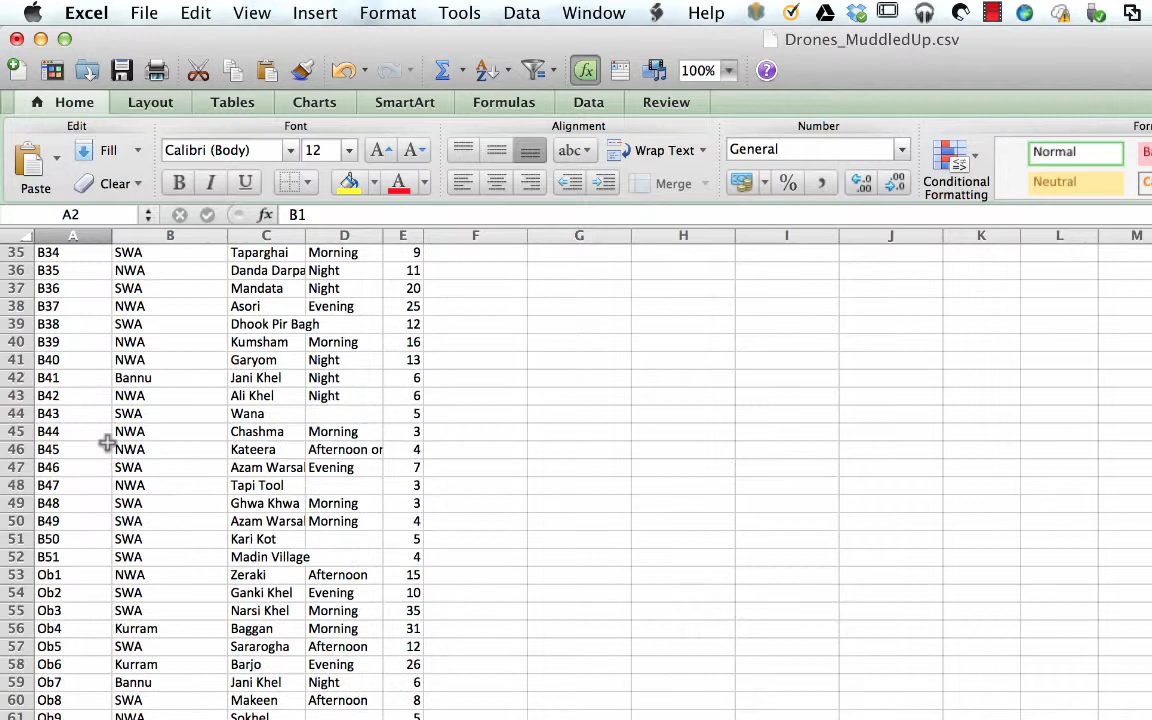 Excel File Edit View Insert Format Tools Data Window Help
Drones_MuddledUp.csv
100%
Home Layout Tables Charts SmartArt Formulas Data Review
Edit Font Alignment Number
Fill Calibri (Body) 12 abc Wrap Text General Normal
Paste Clear B I U Merge % Conditional Formatting Neutral
A2 fx B1
A B C D E F G H I J K L M
35 B34 SWA Taparghai Morning 9
36 B35 NWA Danda Darpa Night 11
37 B36 SWA Mandata Night 20
38 B37 NWA Asori Evening 25
39 B38 SWA Dhook Pir Bagh 12
40 B39 NWA Kumsham Morning 16
41 B40 NWA Garyom Night 13
42 B41 Bannu Jani Khel Night 6
43 B42 NWA Ali Khel Night 6
44 B43 SWA Wana 5
45 B44 NWA Chashma Morning 3
46 B45 NWA Kateera Afternoon or 4
47 B46 SWA Azam Warsal Evening 7
48 B47 NWA Tapi Tool 3
49 B48 SWA Ghwa Khwa Morning 3
50 B49 SWA Azam Warsal Morning 4
51 B50 SWA Kari Kot 5
52 B51 SWA Madin Village 4
53 Ob1 NWA Zeraki Afternoon 15
54 Ob2 SWA Ganki Khel Evening 10
55 Ob3 SWA Narsi Khel Morning 35
56 Ob4 Kurram Baggan Morning 31
57 Ob5 SWA Sararogha Afternoon 12
58 Ob6 Kurram Barjo Evening 26
59 Ob7 Bannu Jani Khel Night 6
60 Ob8 SWA Makeen Afternoon 8
61 Ob9 NWA Sokhel 5